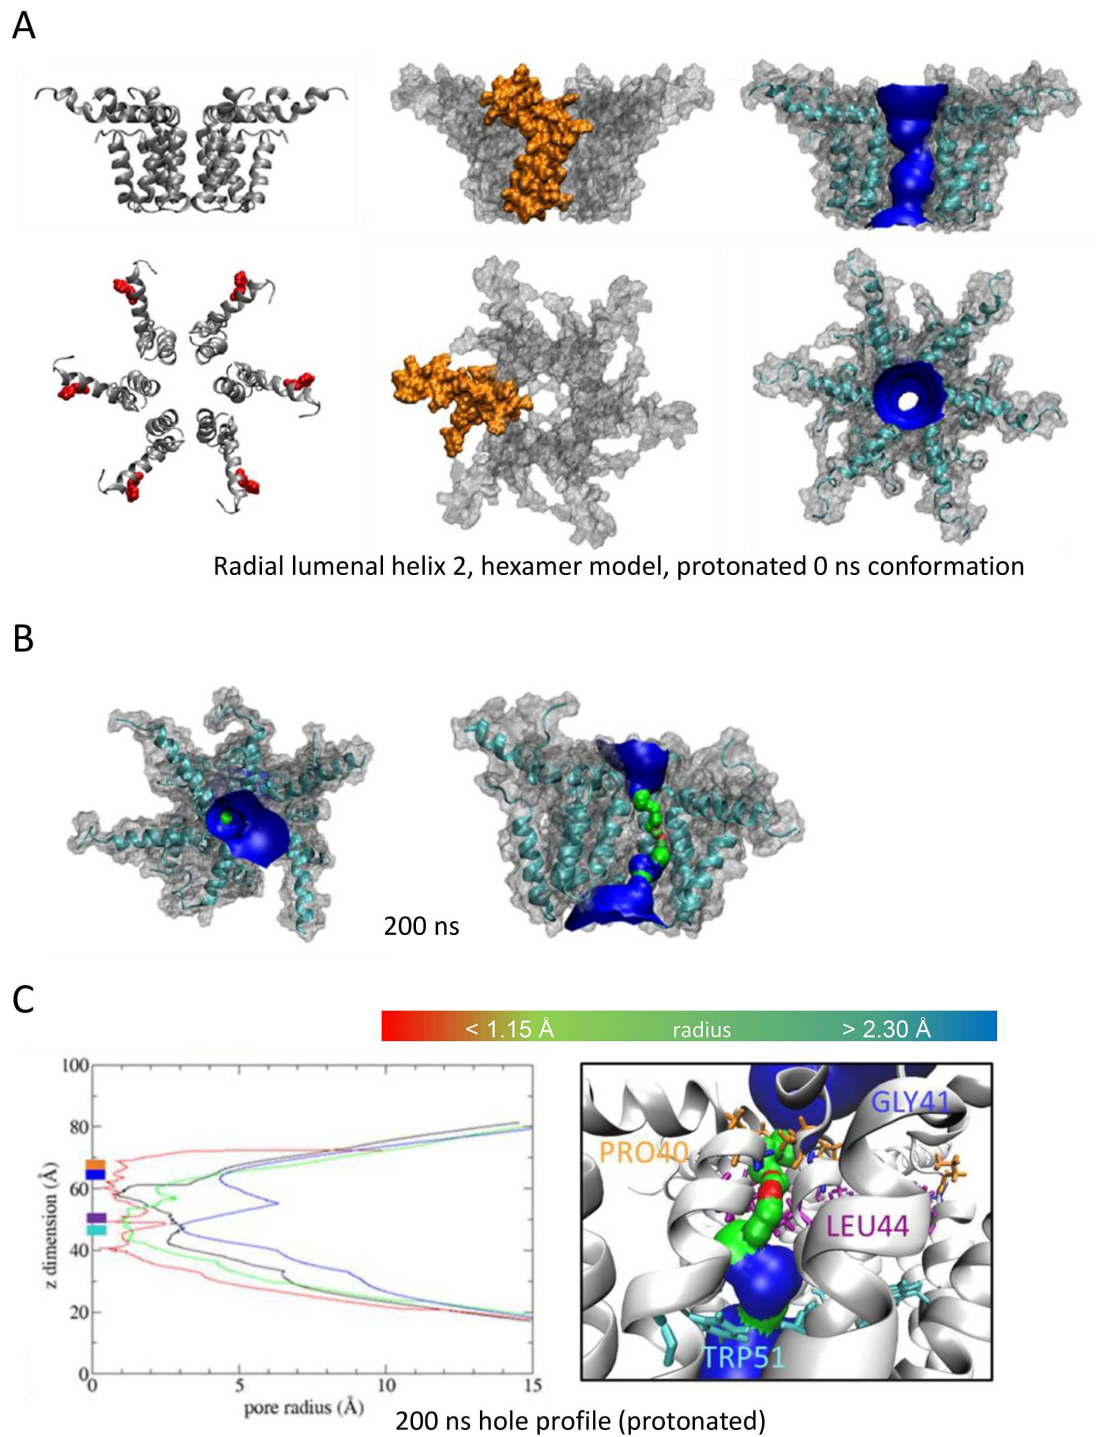 A
Radial lumenal helix 2, hexamer model, protonated 0 ns conformation
B
200 ns
C
< 1.15 Å radius > 2.30 Å
100
80
60
40
20
0
z dimension (Å)
0 5 10 15
pore radius (Å)
GLY41
PRO40
LEU44
TRP51
200 ns hole profile (protonated)